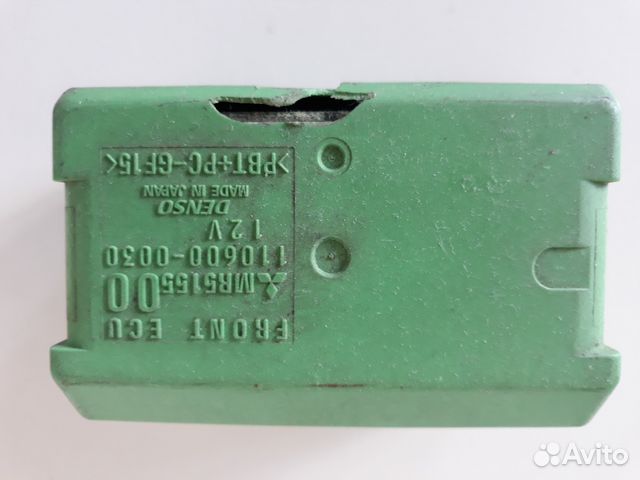 FRONT ECU
MR515500
110600-0030
12V
DENSO
MADE IN JAPAN
>PBT+PC-GF15<
Avito